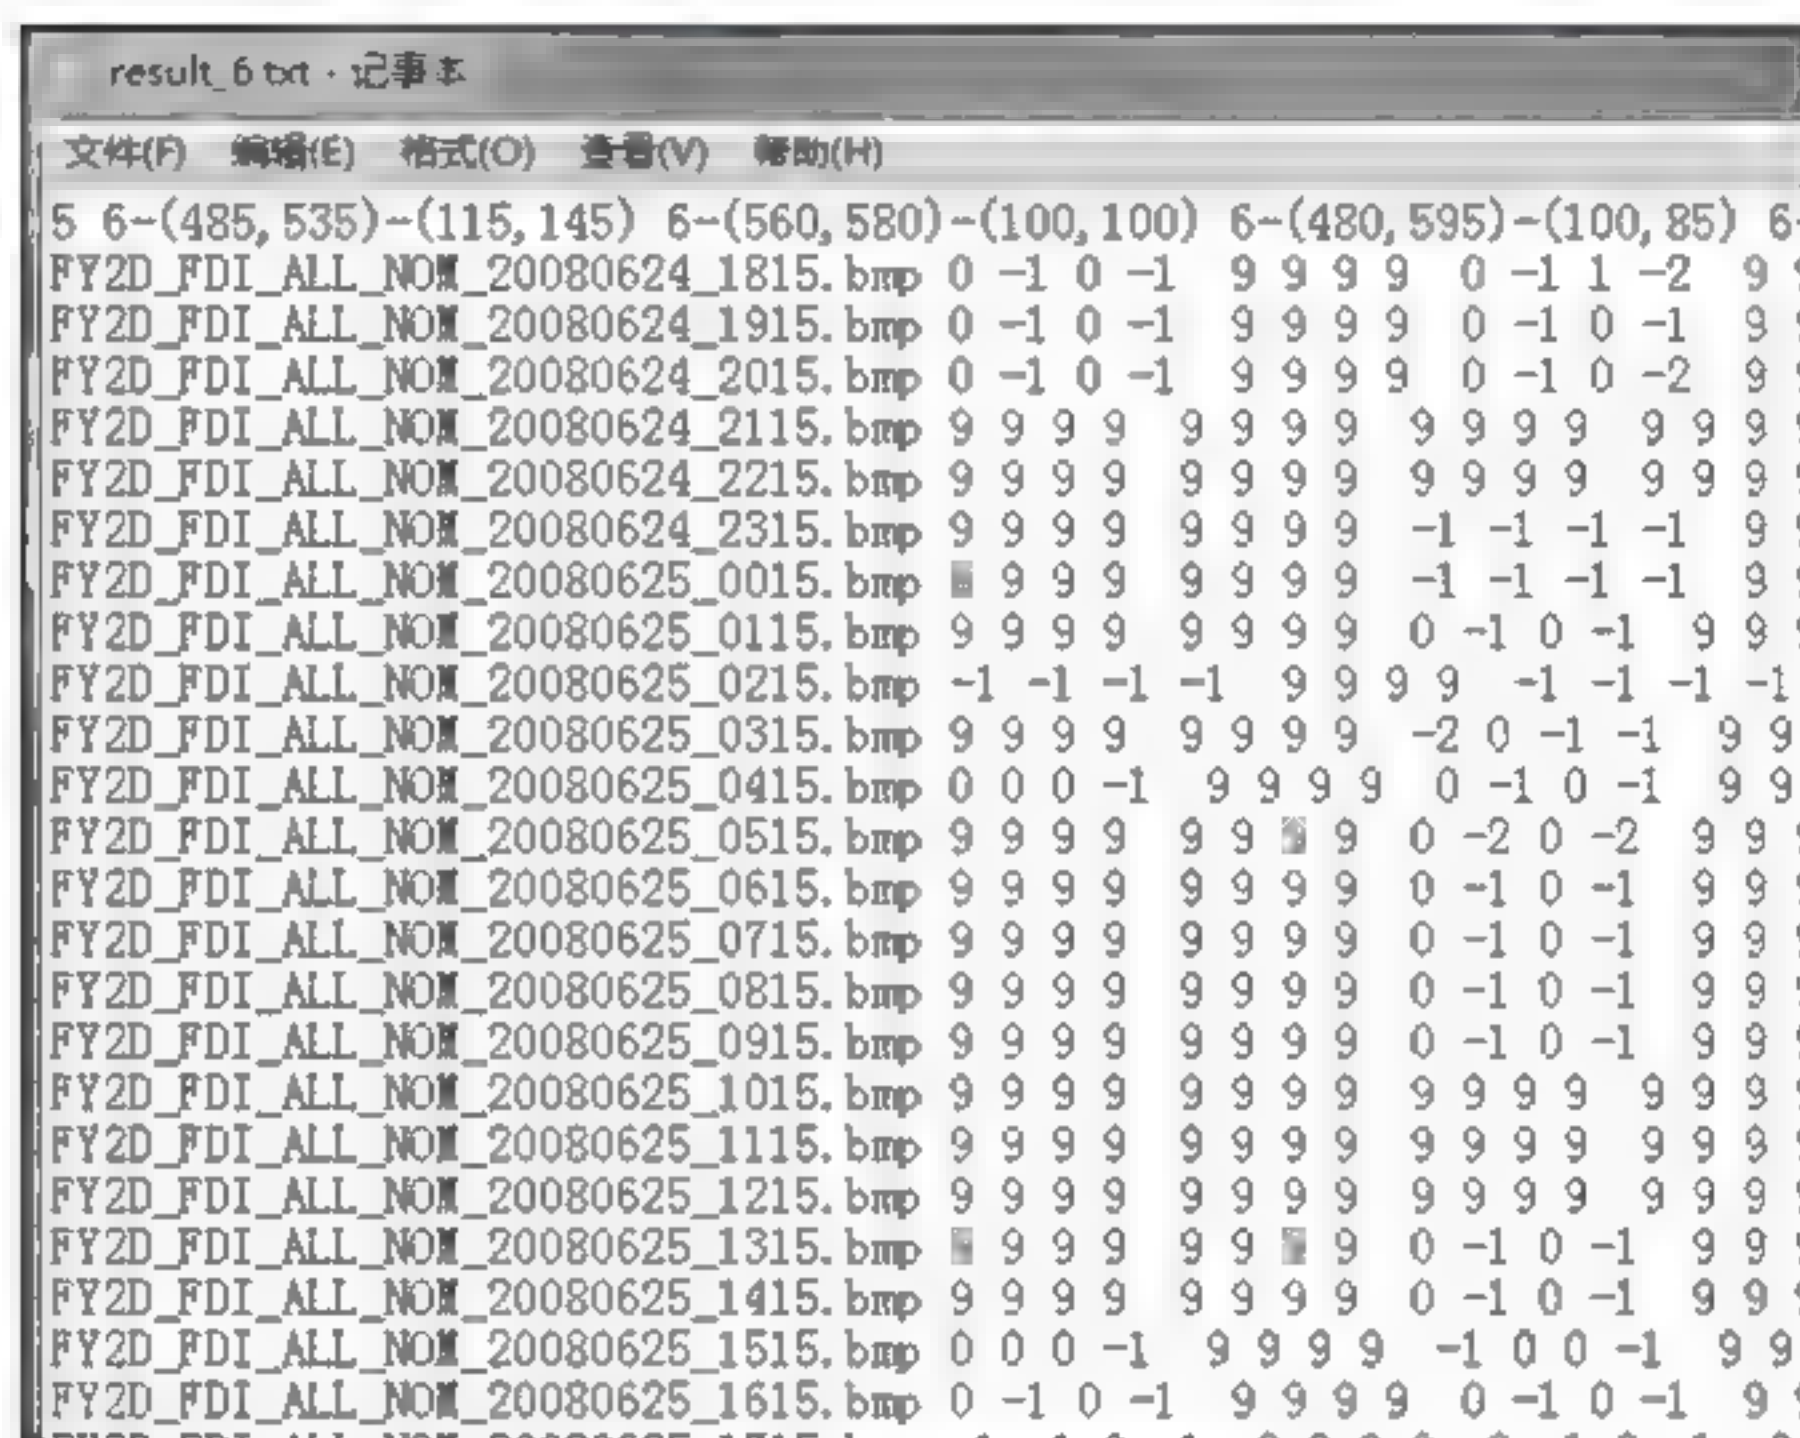 result_6 txt - 记事本
文件(F) 编辑(E) 格式(O) 查看(V) 帮助(H)
5 6-(485,535)-(115,145) 6-(560,580)-(100,100) 6-(480,595)-(100,85) 6-
FY2D_FDI_ALL_NOM_20080624_1815.bmp 0 -1 0 -1 9 9 9 9 0 -1 1 -2 9
FY2D_FDI_ALL_NOM_20080624_1915.bmp 0 -1 0 -1 9 9 9 9 0 -1 0 -1 9
FY2D_FDI_ALL_NOM_20080624_2015.bmp 0 -1 0 -1 9 9 9 9 0 -1 0 -2 9
FY2D_FDI_ALL_NOM_20080624_2115.bmp 9 9 9 9 9 9 9 9 9 9 9 9 9 9 9
FY2D_FDI_ALL_NOM_20080624_2215.bmp 9 9 9 9 9 9 9 9 9 9 9 9 9 9 9
FY2D_FDI_ALL_NOM_20080624_2315.bmp 9 9 9 9 9 9 9 9 -1 -1 -1 -1 9
FY2D_FDI_ALL_NOM_20080625_0015.bmp 9 9 9 9 9 9 9 -1 -1 -1 -1 9
FY2D_FDI_ALL_NOM_20080625_0115.bmp 9 9 9 9 9 9 9 9 0 -1 0 -1 9 9
FY2D_FDI_ALL_NOM_20080625_0215.bmp -1 -1 -1 -1 9 9 9 9 -1 -1 -1 -1
FY2D_FDI_ALL_NOM_20080625_0315.bmp 9 9 9 9 9 9 9 9 -2 0 -1 -1 9 9
FY2D_FDI_ALL_NOM_20080625_0415.bmp 0 0 0 -1 9 9 9 9 0 -1 0 -1 9 9
FY2D_FDI_ALL_NOM_20080625_0515.bmp 9 9 9 9 9 9 9 0 -2 0 -2 9 9
FY2D_FDI_ALL_NOM_20080625_0615.bmp 9 9 9 9 9 9 9 9 0 -1 0 -1 9 9
FY2D_FDI_ALL_NOM_20080625_0715.bmp 9 9 9 9 9 9 9 9 0 -1 0 -1 9 9
FY2D_FDI_ALL_NOM_20080625_0815.bmp 9 9 9 9 9 9 9 9 0 -1 0 -1 9 9
FY2D_FDI_ALL_NOM_20080625_0915.bmp 9 9 9 9 9 9 9 9 0 -1 0 -1 9 9
FY2D_FDI_ALL_NOM_20080625_1015.bmp 9 9 9 9 9 9 9 9 9 9 9 9 9 9 9
FY2D_FDI_ALL_NOM_20080625_1115.bmp 9 9 9 9 9 9 9 9 9 9 9 9 9 9 9
FY2D_FDI_ALL_NOM_20080625_1215.bmp 9 9 9 9 9 9 9 9 9 9 9 9 9 9 9
FY2D_FDI_ALL_NOM_20080625_1315.bmp 9 9 9 9 9 9 0 -1 0 -1 9 9
FY2D_FDI_ALL_NOM_20080625_1415.bmp 9 9 9 9 9 9 9 9 0 -1 0 -1 9 9
FY2D_FDI_ALL_NOM_20080625_1515.bmp 0 0 0 -1 9 9 9 9 -1 0 0 -1 9 9
FY2D_FDI_ALL_NOM_20080625_1615.bmp 0 -1 0 -1 9 9 9 9 0 -1 0 -1 9